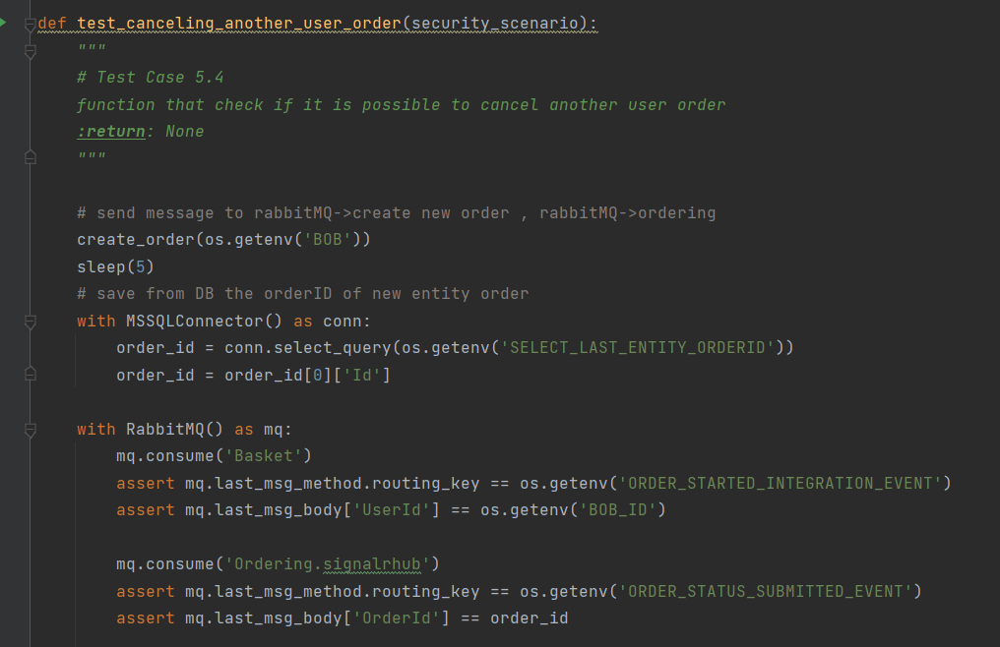 def test_canceling_another_user_order(security_scenario):
"""
# Test Case 5.4
function that check if it is possible to cancel another user order
:return: None
"""
# send message to rabbitMQ->create new order , rabbitMQ->ordering
create_order(os.getenv('BOB'))
sleep(5)
# save from DB the orderID of new entity order
with MSSQLConnector() as conn:
order_id = conn.select_query(os.getenv('SELECT_LAST_ENTITY_ORDERID'))
order_id = order_id[0]['Id']
with RabbitMQ() as mq:
mq.consume('Basket')
assert mq.last_msg_method.routing_key == os.getenv('ORDER_STARTED_INTEGRATION_EVENT')
assert mq.last_msg_body['UserId'] == os.getenv('BOB_ID')
mq.consume('Ordering.signalrhub')
assert mq.last_msg_method.routing_key == os.getenv('ORDER_STATUS_SUBMITTED_EVENT')
assert mq.last_msg_body['OrderId'] == order_id